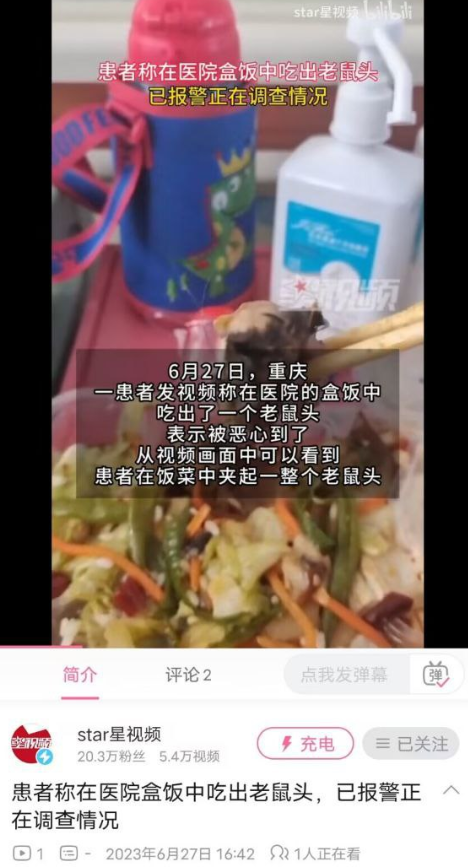 star星视频 bilibili
患者称在医院盒饭中吃出老鼠头
已报警正在调查情况
星视频
6月27日，重庆
一患者发视频称在医院的盒饭中
吃出了一个老鼠头
表示被恶心到了
从视频画面中可以看到
患者在饭菜中夹起一整个老鼠头
简介
评论 2
点我发弹幕
弹
star星视频
20.3万粉丝 5.4万视频
充电
已关注
患者称在医院盒饭中吃出老鼠头，已报警正
在调查情况
1 - 2023年6月27日 16:42 1人正在看